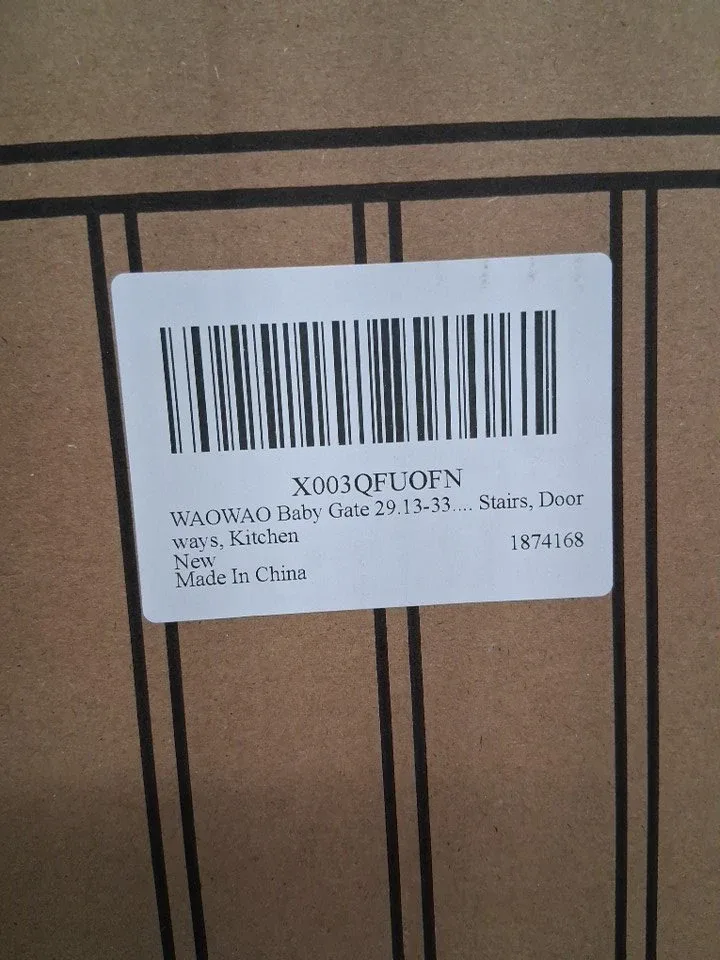 X003QFUOFN
WAOWAO Baby Gate 29.13-33.... Stairs, Door
ways, Kitchen
New
1874168
Made In China